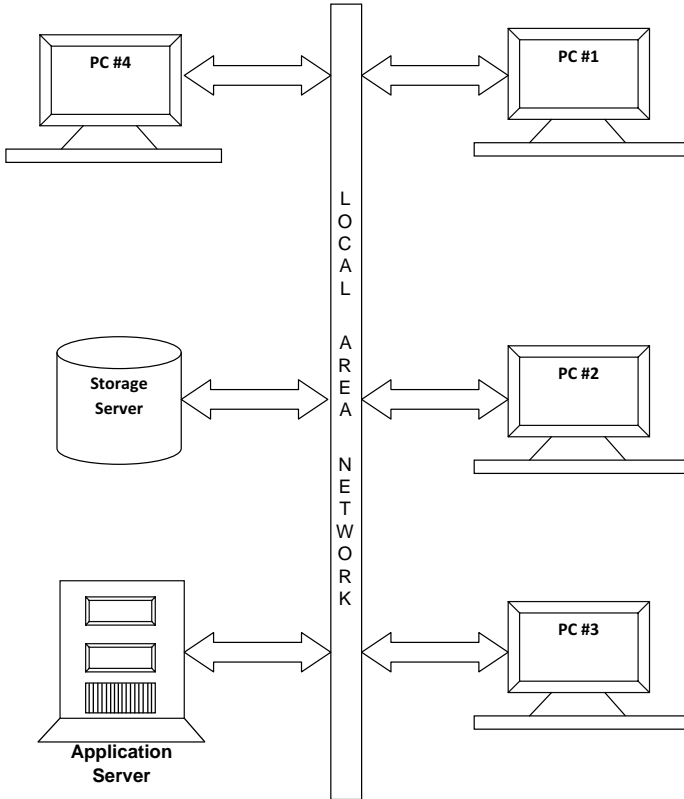 PC #4
PC #1
LOCAL AREA NETWORK
Storage
Server
PC #2
PC #3
Application
Server